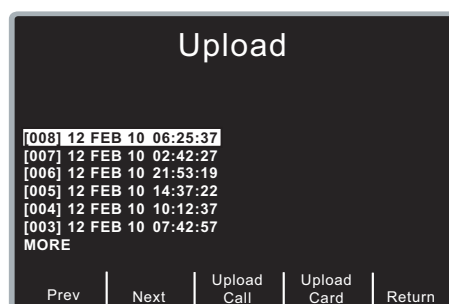 Upload
[008] 12 FEB 10 06:25:37
[007] 12 FEB 10 02:42:27
[006] 12 FEB 10 21:53:19
[005] 12 FEB 10 14:37:22
[004] 12 FEB 10 10:12:37
[003] 12 FEB 10 07:42:57
MORE
Prev
Next
Upload
Call
Upload
Card
Return